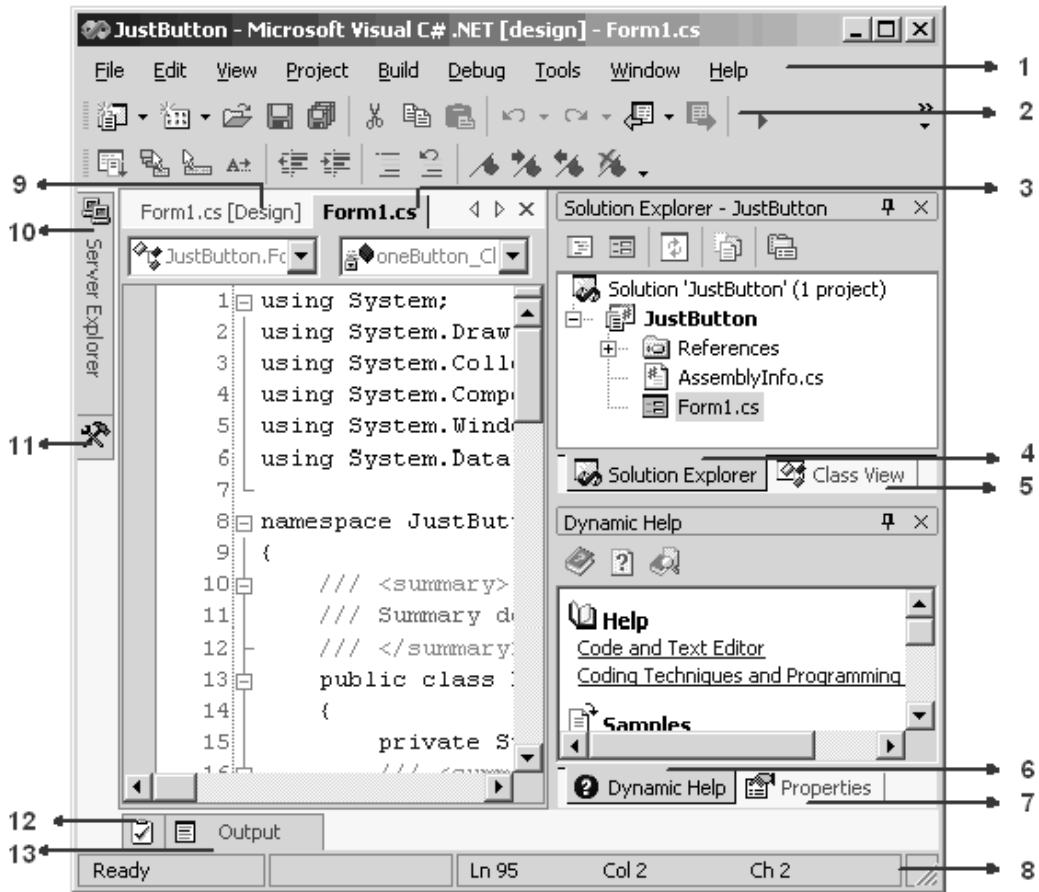 JustButton - Microsoft Visual C# .NET [design] - Form1.cs
File Edit View Project Build Debug Tools Window Help
1
2
9
3
Form1.cs [Design] Form1.cs
Solution Explorer - JustButton
10
Server Explorer
JustButton.Fc
oneButton_Cl
1 using System;
2 using System.Draw
3 using System.Coll
4 using System.Comp
5 using System.Wind
6 using System.Data
7
8 namespace JustBut
9 {
10 /// <summary>
11 /// Summary d
12 /// </summary
13 public class
14 {
15 private S
16 ///
Solution 'JustButton' (1 project)
JustButton
References
AssemblyInfo.cs
Form1.cs
11
4
Solution Explorer Class View
5
Dynamic Help
Help
Code and Text Editor
Coding Techniques and Programming
Samples
6
Dynamic Help Properties
7
12
Output
13
Ready Ln 95 Col 2 Ch 2
8